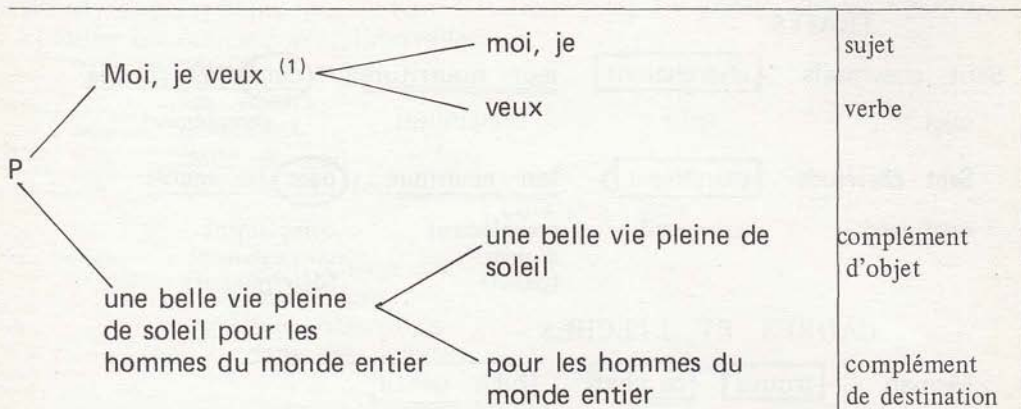 moi, je
sujet
Moi, je veux (1)
veux
verbe
P
une belle vie pleine de
soleil
complément
d'objet
une belle vie pleine
de soleil pour les
hommes du monde entier
pour les hommes du
monde entier
complément
de destination